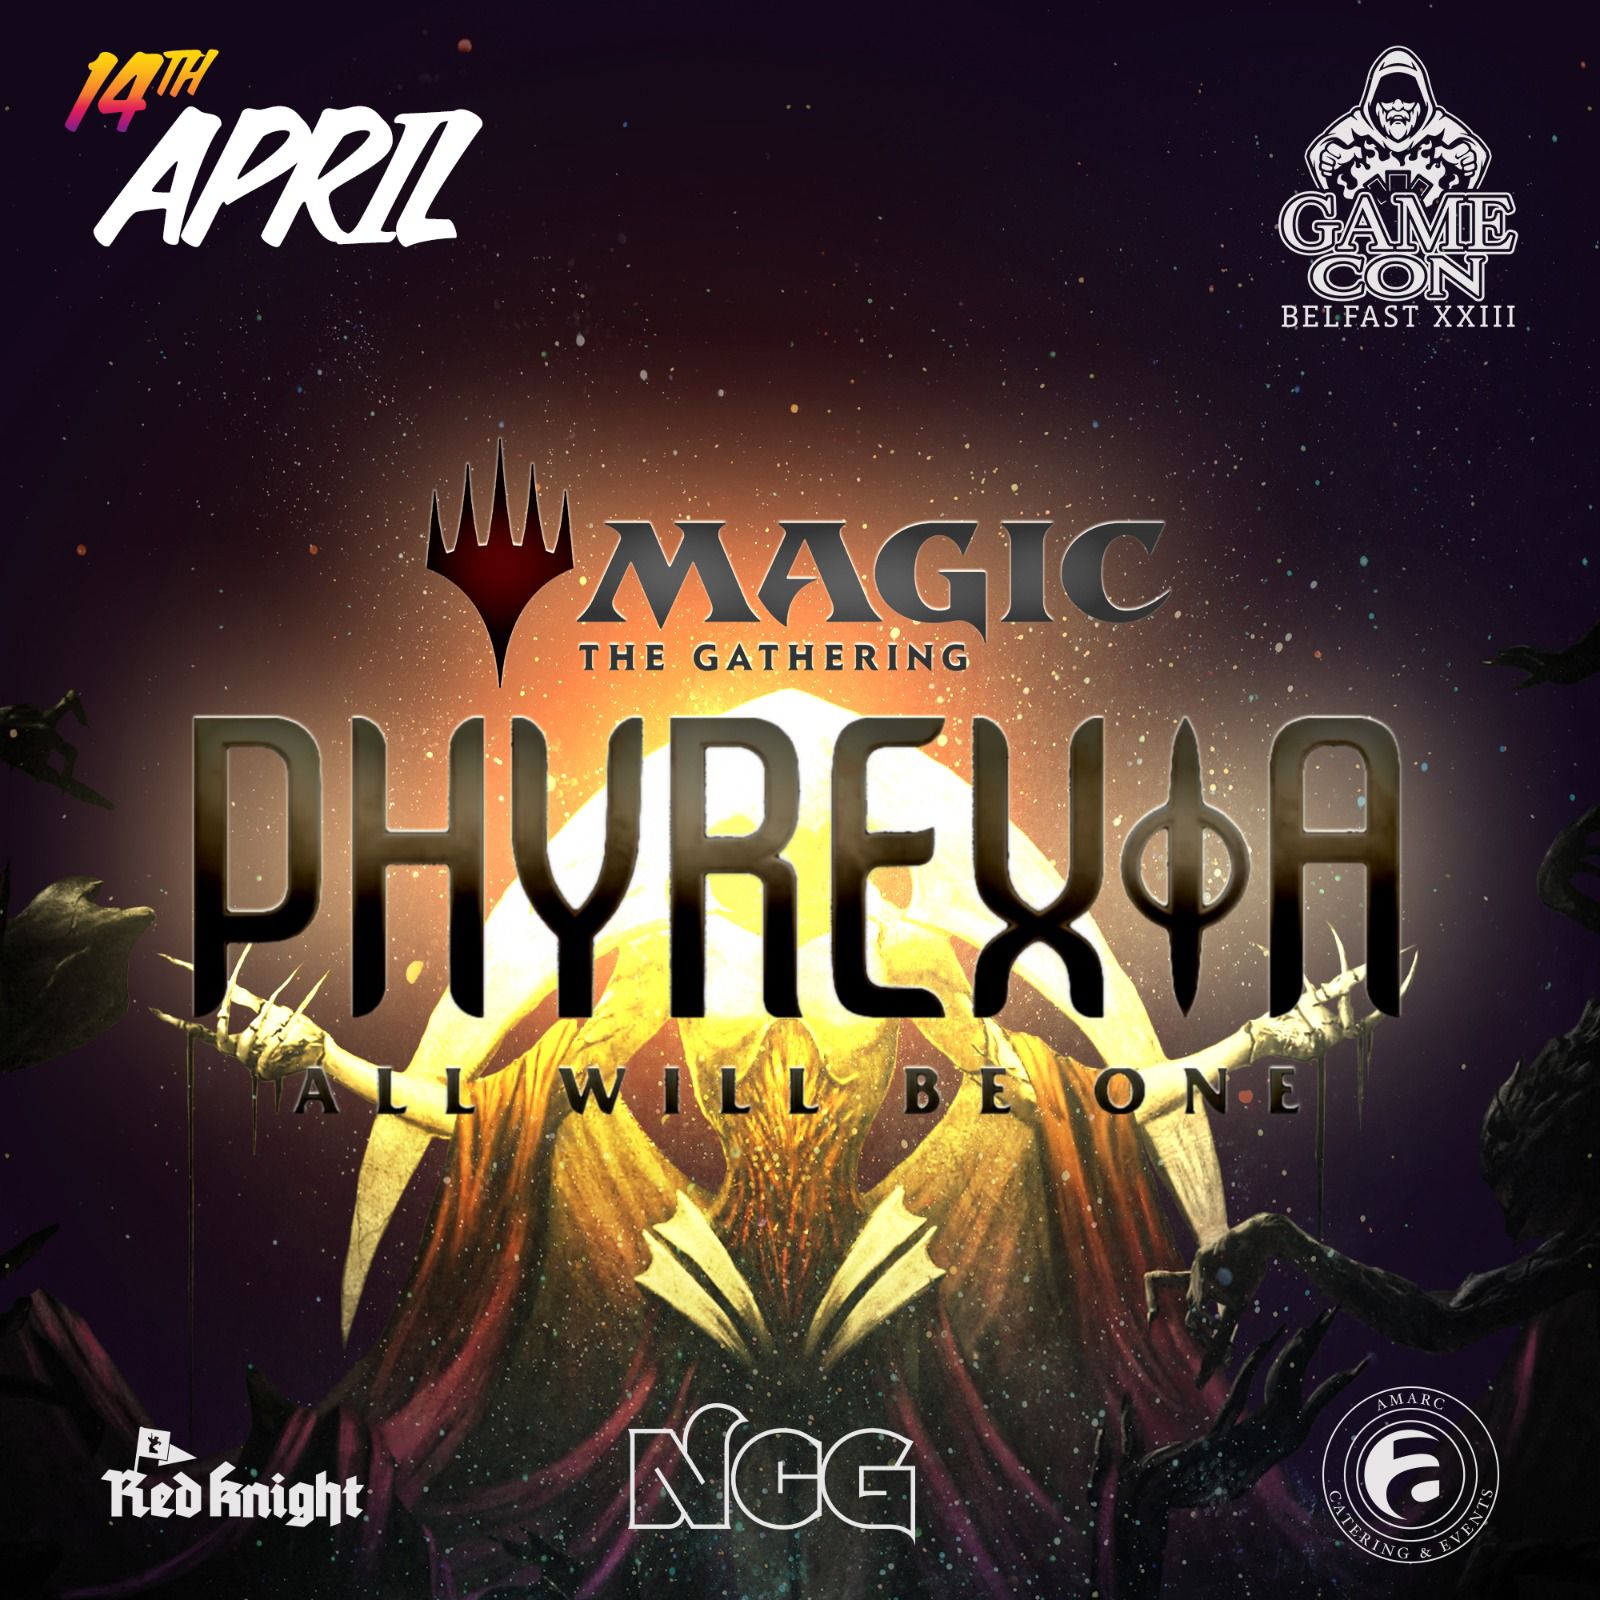 14TH
APRIL
GAME
CON
BELFAST XXIII
MAGIC
THE GATHERING
PHYREXIA
ALL WILL BE ONE
Red Knight
NCG
AMARC
CATERING & EVENTS